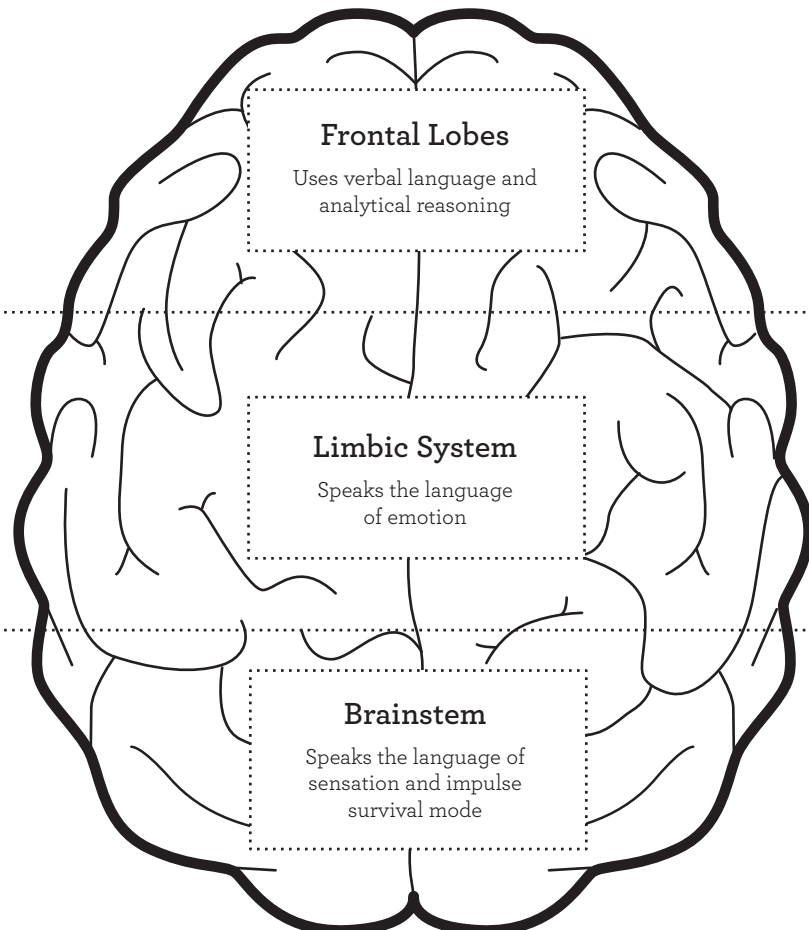 Frontal Lobes
Uses verbal language and
analytical reasoning
Limbic System
Speaks the language
of emotion
Brainstem
Speaks the language of
sensation and impulse
survival mode